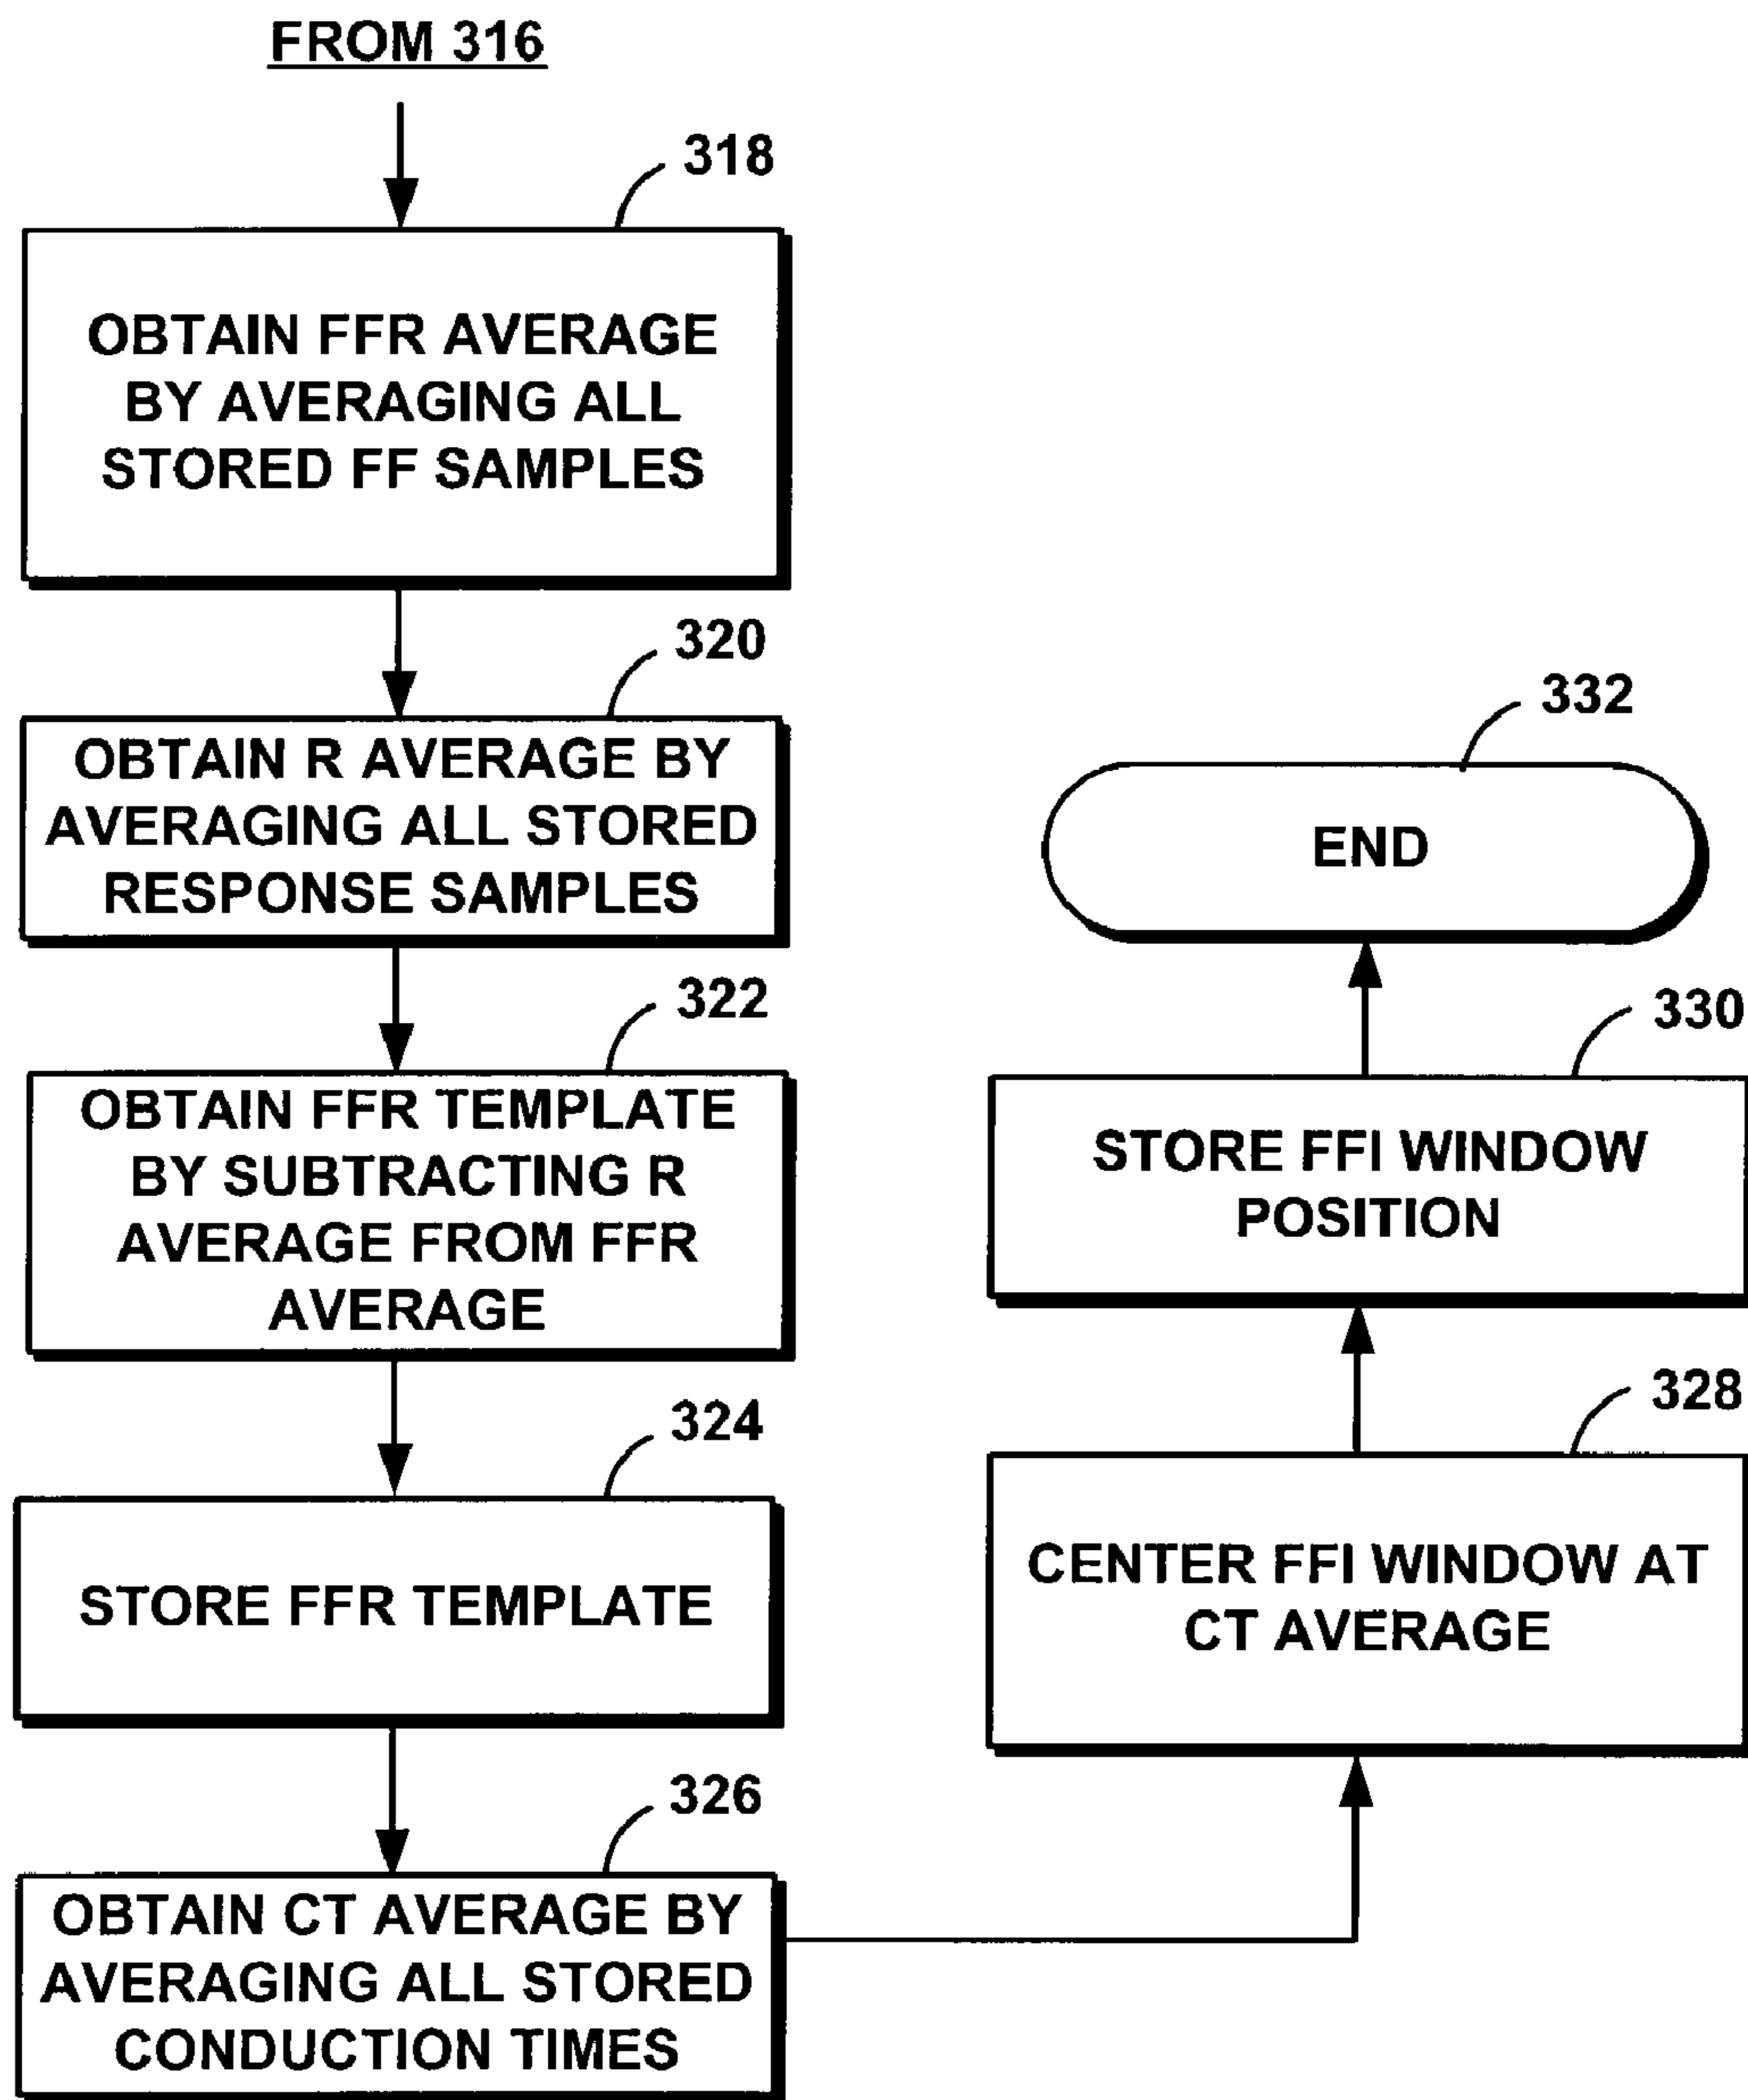 FROM 316
318
OBTAIN FFR AVERAGE
BY AVERAGING ALL
STORED FF SAMPLES
320
OBTAIN R AVERAGE BY
AVERAGING ALL STORED
RESPONSE SAMPLES
322
OBTAIN FFR TEMPLATE
BY SUBTRACTING R
AVERAGE FROM FFR
AVERAGE
324
STORE FFR TEMPLATE
326
OBTAIN CT AVERAGE BY
AVERAGING ALL STORED
CONDUCTION TIMES
328
CENTER FFI WINDOW AT
CT AVERAGE
330
STORE FFI WINDOW
POSITION
332
END